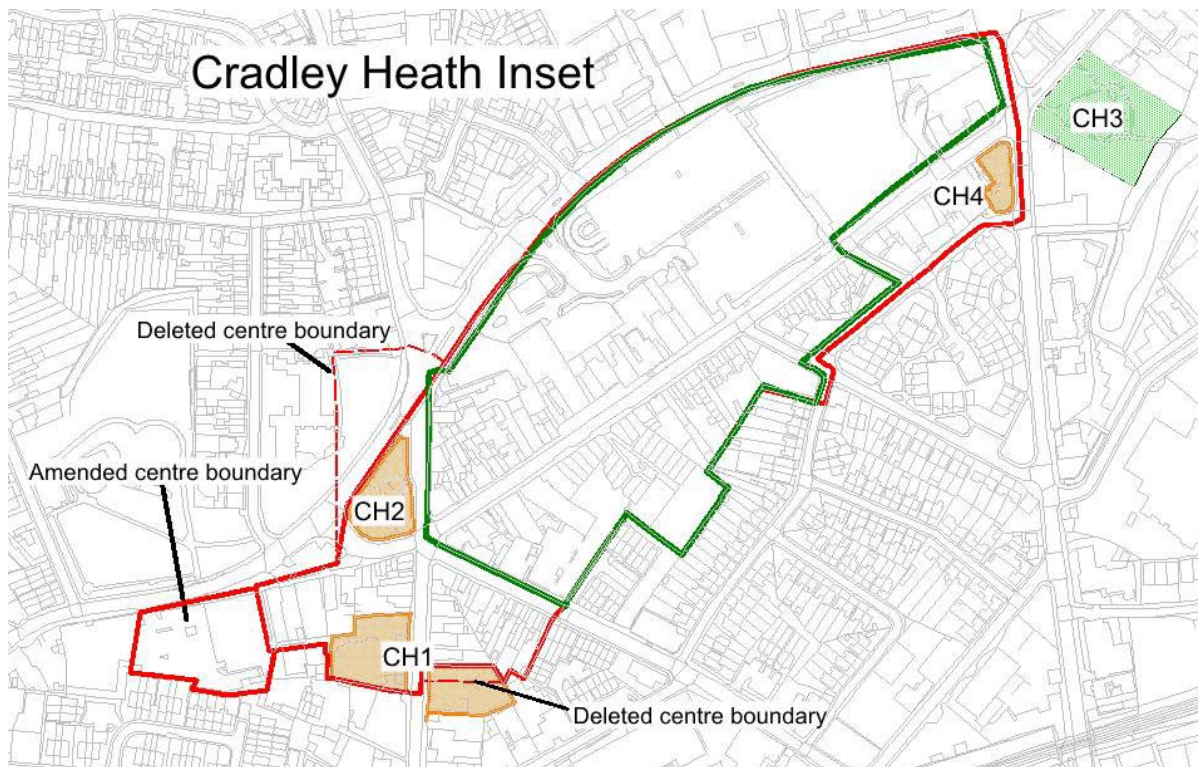 Cradley Heath Inset
CH3
CH4
Deleted centre boundary
Amended centre boundary
CH2
CH1
Deleted centre boundary